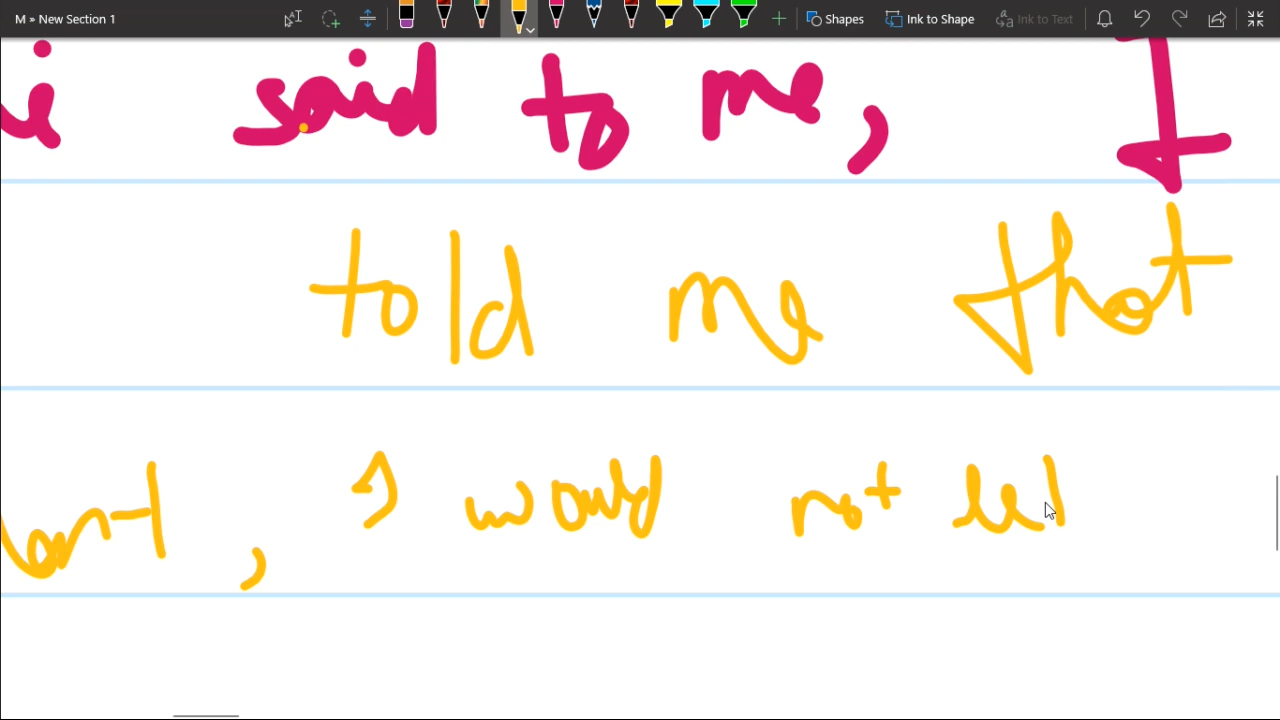 M » New Section 1 Shapes Ink to Shape Ink to Text
said to me, I
told me that
, I would not let